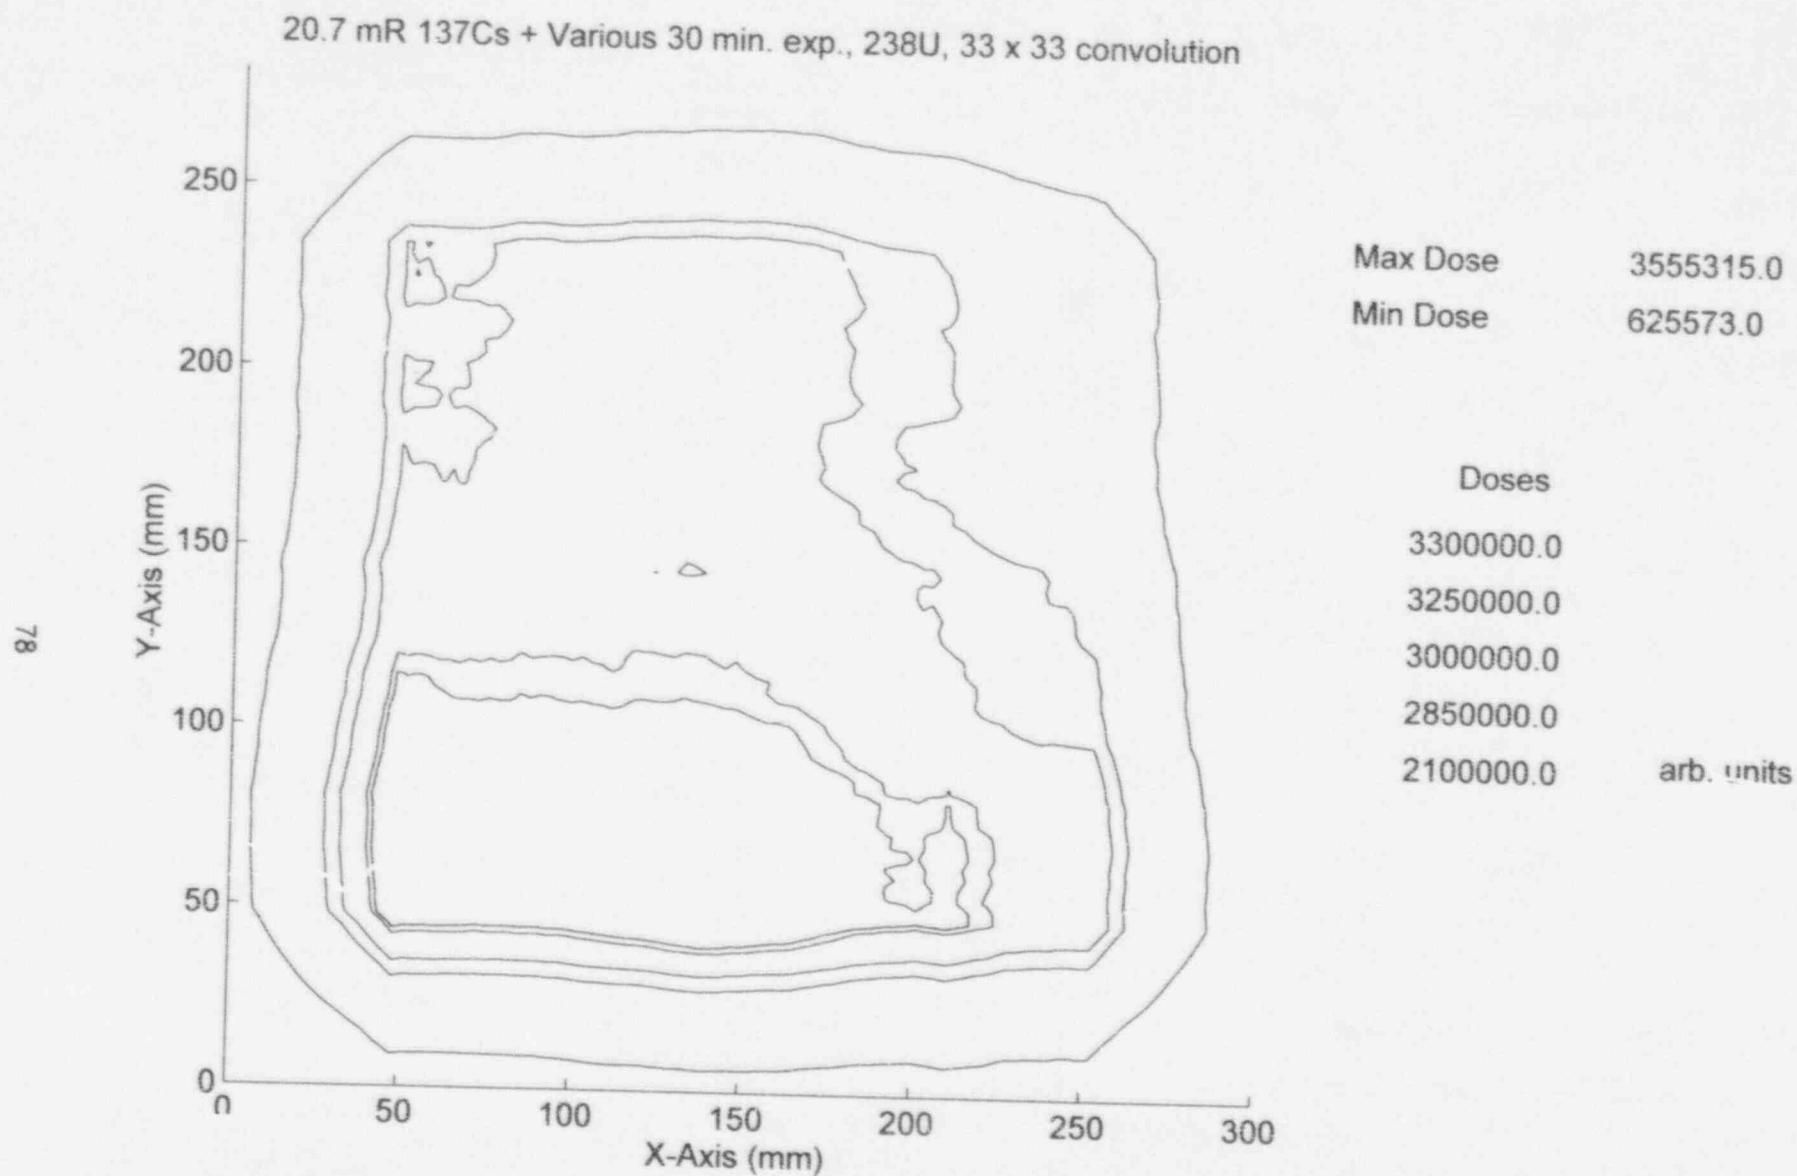 20.7 mR 137Cs + Various 30 min. exp., 238U, 33 x 33 convolution
250
200
150
100
50
0
Y-Axis (mm)
0 50 100 150 200 250 300
X-Axis (mm)
Max Dose 3555315.0
Min Dose 625573.0
Doses
3300000.0
3250000.0
3000000.0
2850000.0
2100000.0 arb. units
78